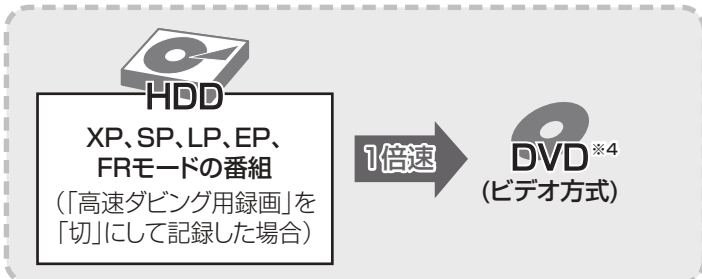 HDD
XP、SP、LP、EP、
FRモードの番組
（「高速ダビング用録画」を
「切」にして記録した場合）
1倍速
DVD※4
(ビデオ方式)